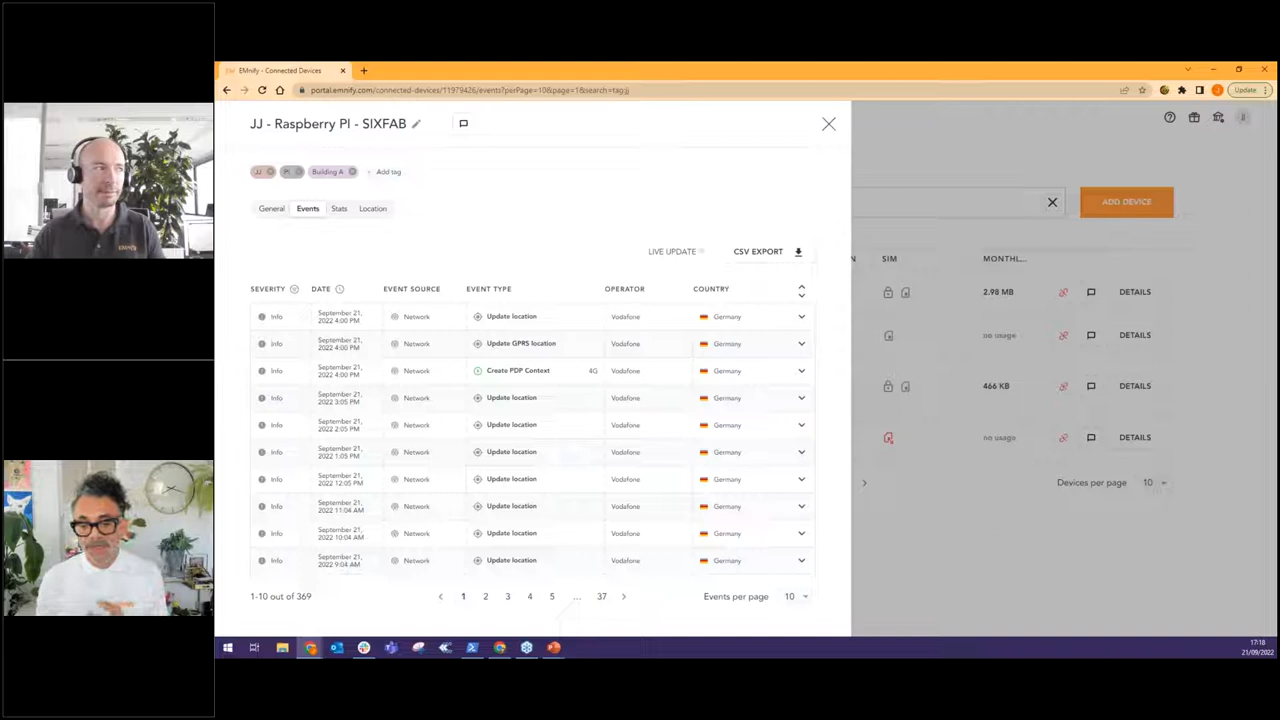 EMnify - Connected Devices
portal.emnify.com/connected-devices/11979426/events?perPage=10&page=1&search=tag:jj
Update
JJ - Raspberry PI - SIXFAB
JJ
Building A
Add tag
General Events Stats Location
ADD DEVICE
LIVE UPDATE CSV EXPORT
SEVERITY DATE EVENT SOURCE EVENT TYPE OPERATOR COUNTRY
SIM MONTHL...
Info September 21, 2022 4:00 PM Network Update location Vodafone Germany
Info September 21, 2022 4:00 PM Network Update GPRS location Vodafone Germany
Info September 21, 2022 4:00 PM Network Create PDP Context 4G Vodafone Germany
Info September 21, 2022 3:05 PM Network Update location Vodafone Germany
Info September 21, 2022 2:05 PM Network Update location Vodafone Germany
Info September 21, 2022 1:05 PM Network Update location Vodafone Germany
Info September 21, 2022 12:05 PM Network Update location Vodafone Germany
Info September 21, 2022 11:04 AM Network Update location Vodafone Germany
Info September 21, 2022 10:04 AM Network Update location Vodafone Germany
Info September 21, 2022 9:04 AM Network Update location Vodafone Germany
2.98 MB DETAILS
no usage DETAILS
466 KB DETAILS
no usage DETAILS
Devices per page 10
1-10 out of 369
1 2 3 4 5 ... 37
Events per page 10
17:18
21/09/2022